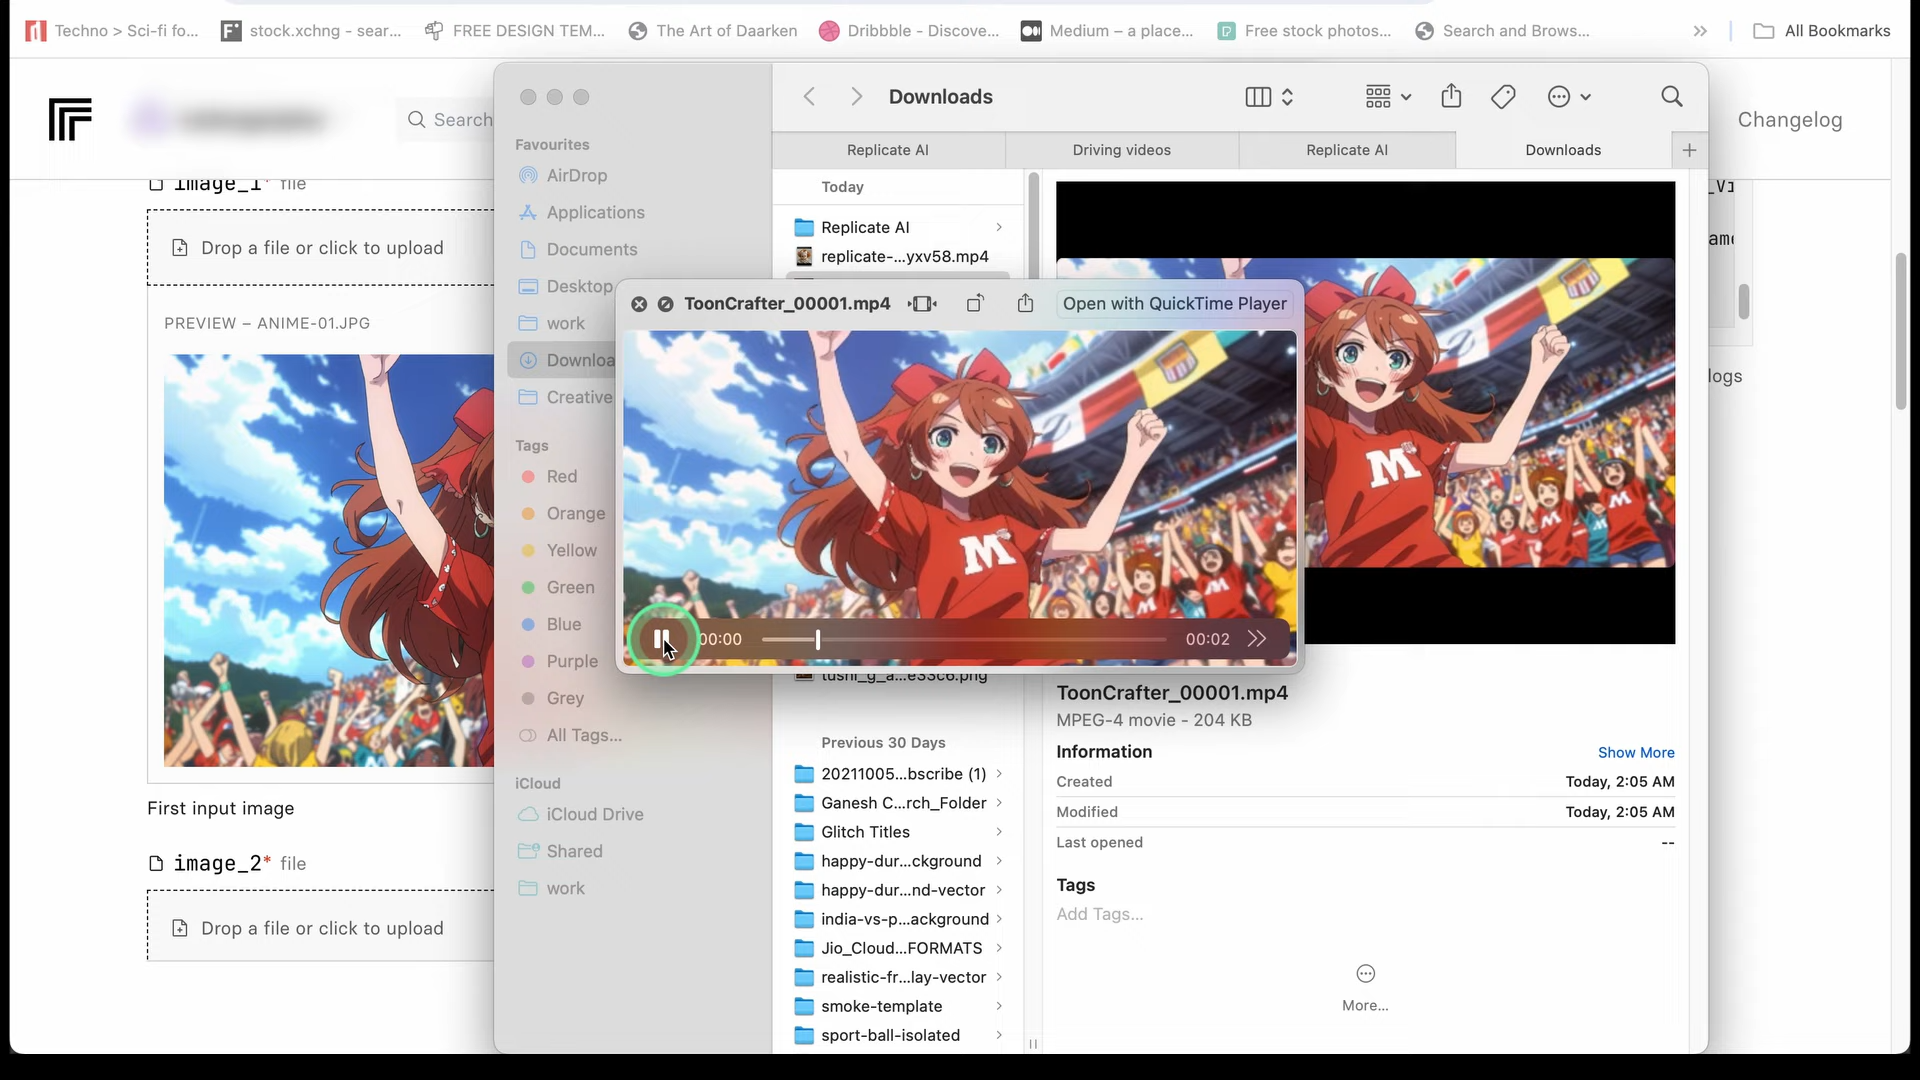 Techno > Sci-fi fo...
stock.xchng - sear...
FREE DESIGN TEM...
The Art of Daarken
Dribbble - Discove...
Medium – a place...
Free stock photos...
Search and Brows...
All Bookmarks
Search
Changelog
image_1* file
Drop a file or click to upload
PREVIEW – ANIME-01.JPG
First input image
image_2* file
Drop a file or click to upload
Favourites
AirDrop
Applications
Documents
Desktop
work
Downloa
Creative
Tags
Red
Orange
Yellow
Green
Blue
Purple
Grey
All Tags...
iCloud
iCloud Drive
Shared
work
Downloads
Replicate AI
Driving videos
Replicate AI
Downloads
Today
Replicate AI
replicate-...yxv58.mp4
ToonCrafter_00001.mp4
Open with QuickTime Player
M
M
00:00
00:02
M
M
M
Previous 30 Days
20211005...bscribe (1)
Ganesh C...rch_Folder
Glitch Titles
happy-dur...ckground
happy-dur...nd-vector
india-vs-p...ackground
Jio_Cloud...FORMATS
realistic-fr...lay-vector
smoke-template
sport-ball-isolated
ToonCrafter_00001.mp4
MPEG-4 movie - 204 KB
Information
Show More
Created
Today, 2:05 AM
Modified
Today, 2:05 AM
Last opened
--
Tags
Add Tags...
More...
logs